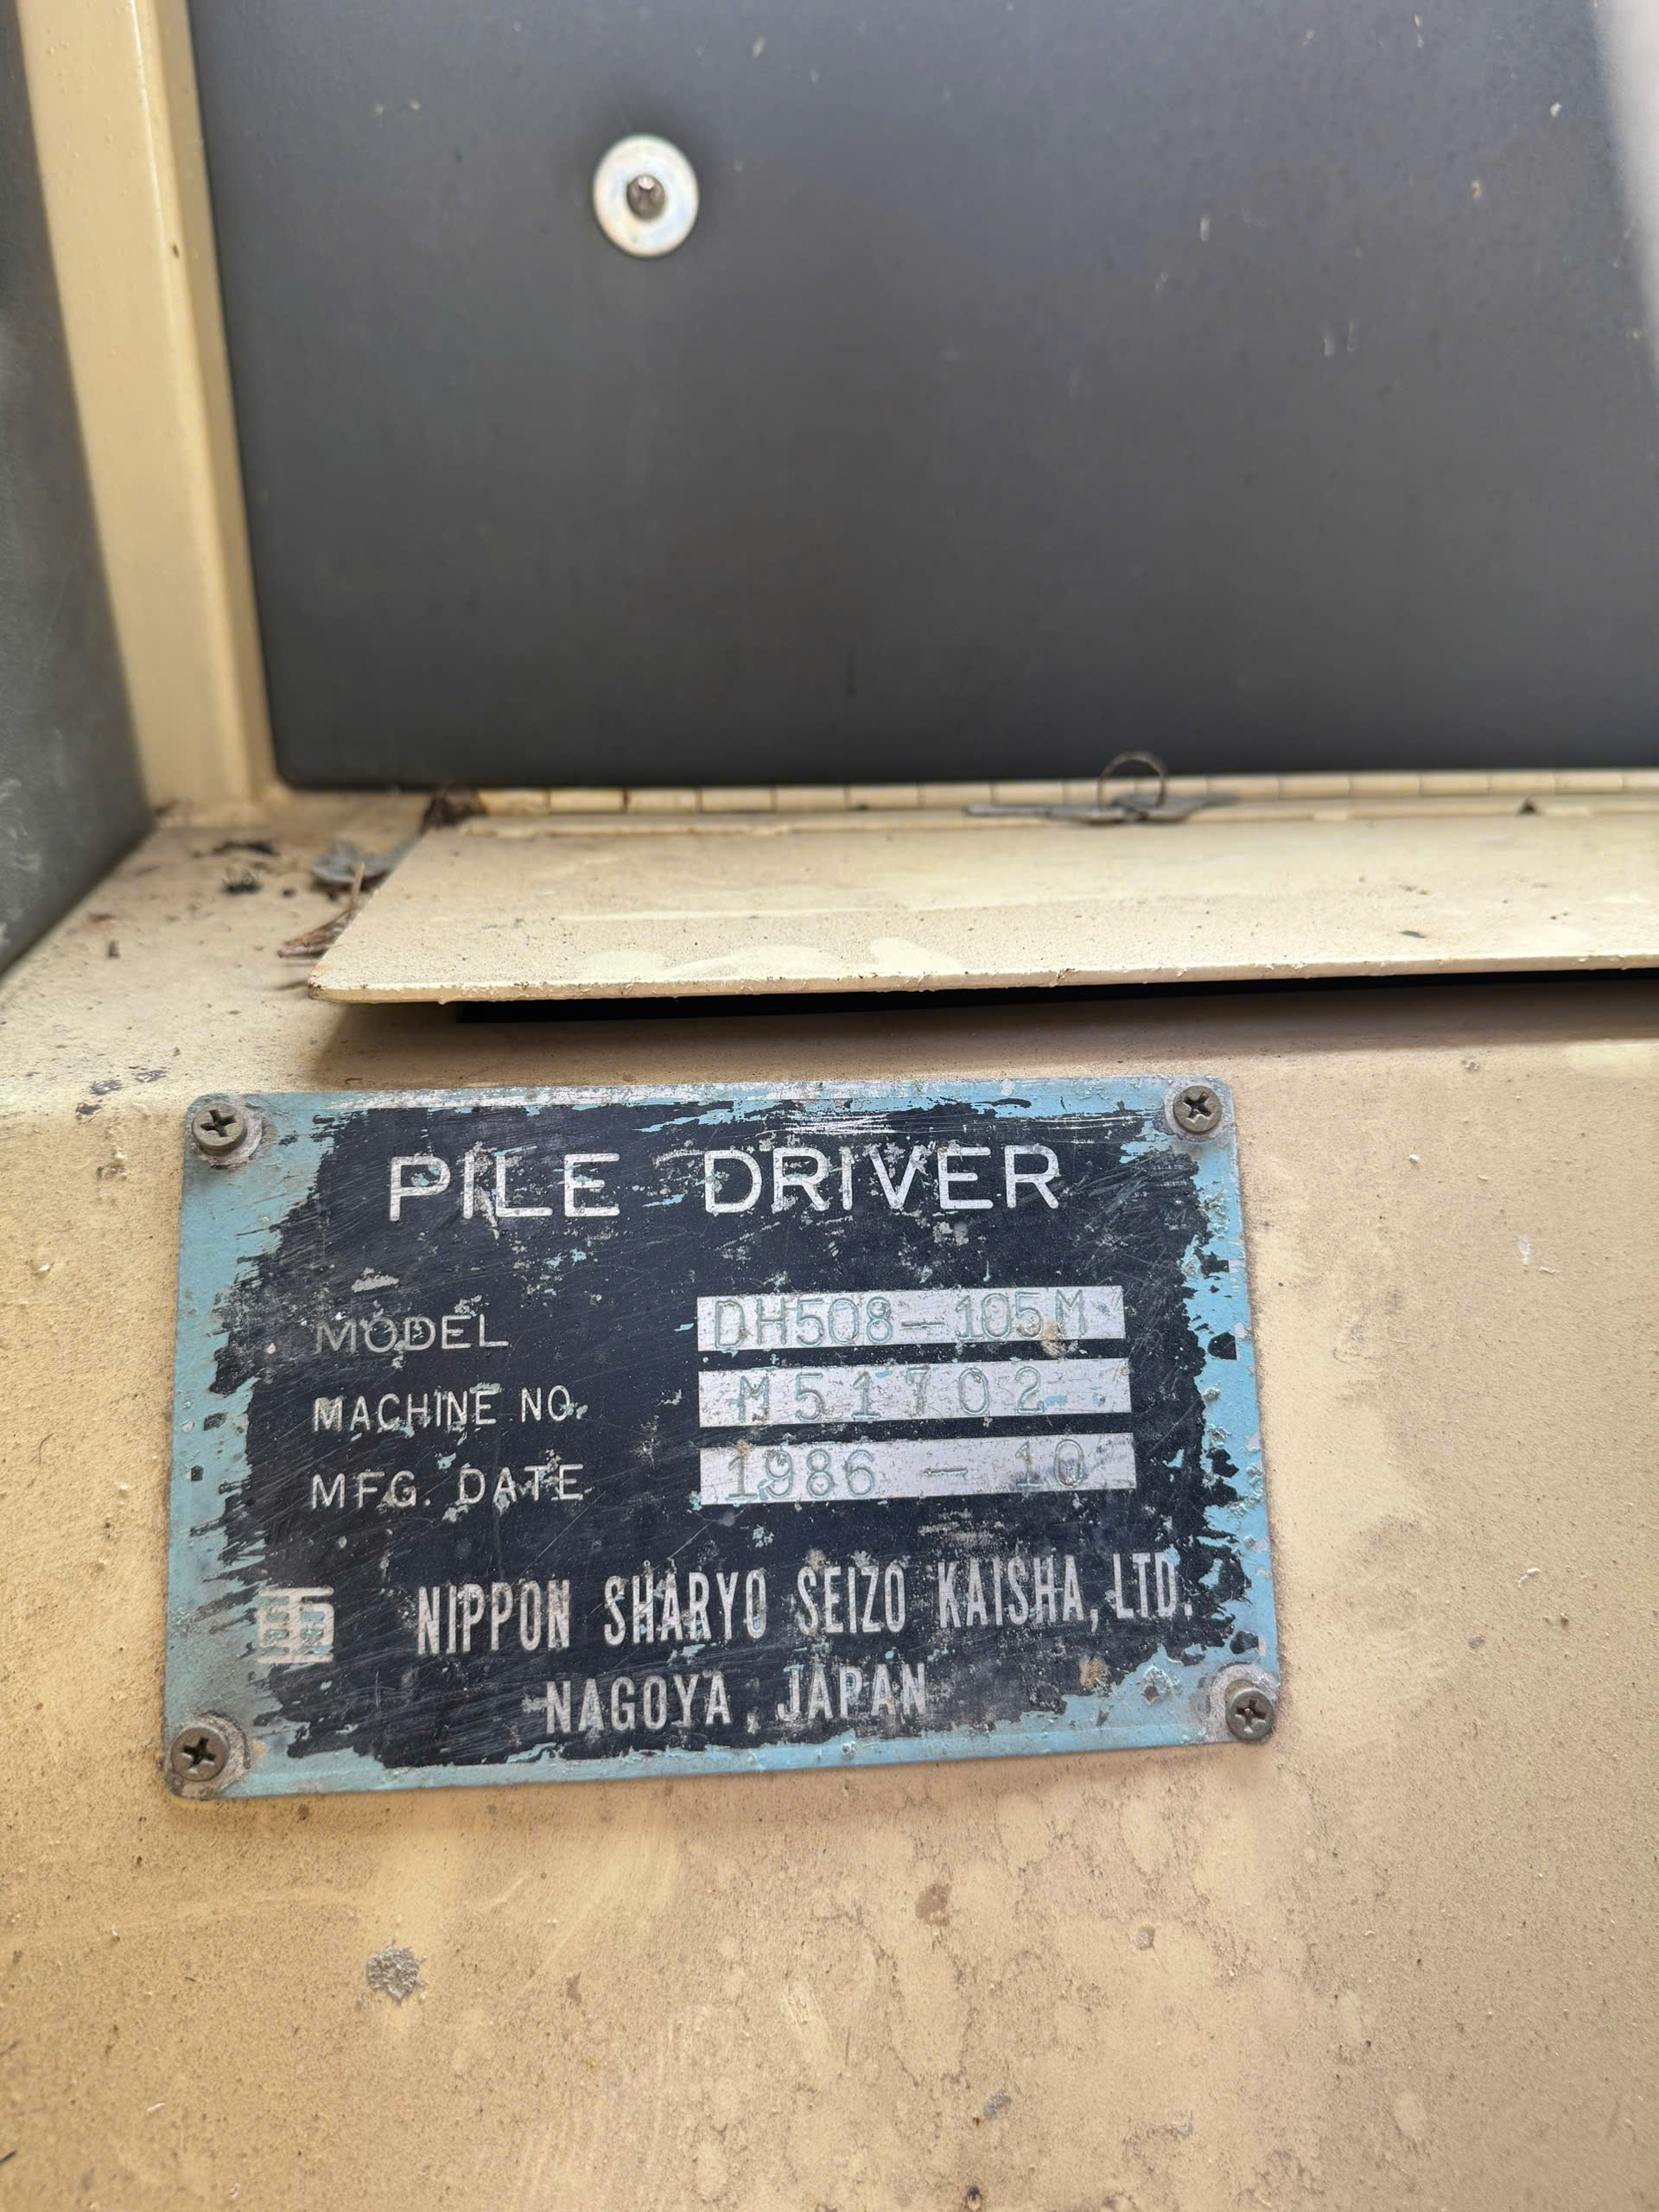 PILE DRIVER
MODEL DH508-105M
MACHINE NO. M51702
MFG. DATE 1986 - 10
NIPPON SHARYO SEIZO KAISHA, LTD.
NAGOYA, JAPAN